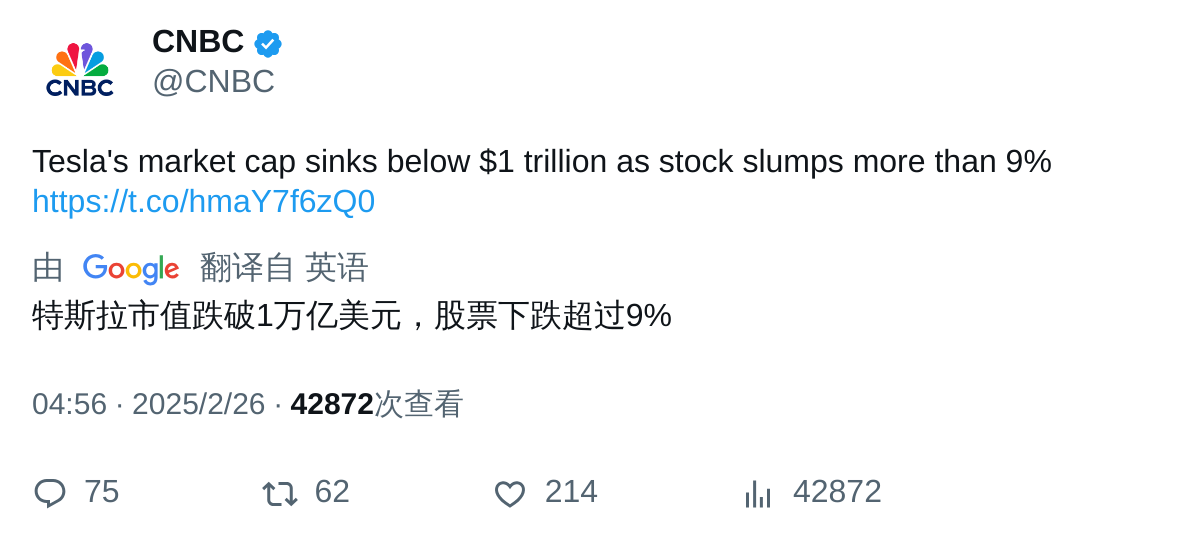 CNBC
CNBC
@CNBC
Tesla's market cap sinks below $1 trillion as stock slumps more than 9%
https://t.co/hmaY7f6zQ0
由 Google 翻译自 英语
特斯拉市值跌破1万亿美元，股票下跌超过9%
04:56 · 2025/2/26 · 42872次查看
75 62 214 42872